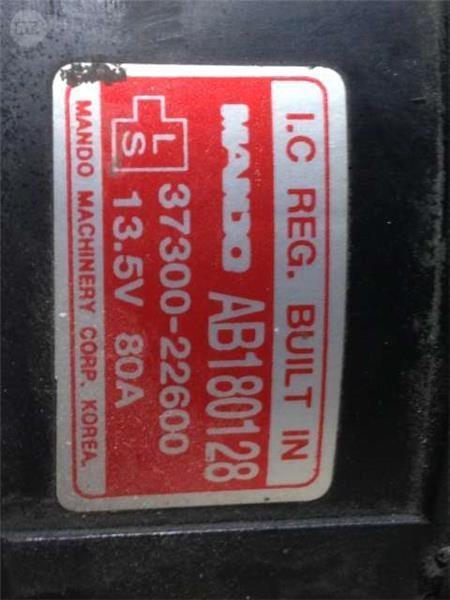 I.C REG. BUILT IN
MANDO AB180128
L
S
37300-22600
13.5V 80A
MANDO MACHINERY CORP. KOREA.